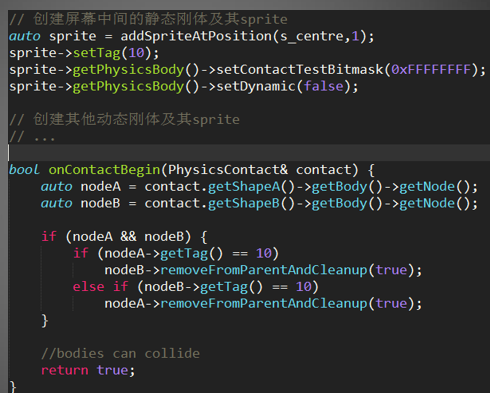 // 创建屏幕中间的静态刚体及其sprite
auto sprite = addSpriteAtPosition(s_centre,1);
sprite->setTag(10);
sprite->getPhysicsBody()->setContactTestBitmask(0xFFFFFFFF);
sprite->getPhysicsBody()->setDynamic(false);
// 创建其他动态刚体及其sprite
// ...
bool onContactBegin(PhysicsContact& contact) {
    auto nodeA = contact.getShapeA()->getBody()->getNode();
    auto nodeB = contact.getShapeB()->getBody()->getNode();
    if (nodeA && nodeB) {
        if (nodeA->getTag() == 10)
            nodeB->removeFromParentAndCleanup(true);
        else if (nodeB->getTag() == 10)
            nodeA->removeFromParentAndCleanup(true);
    }
    //bodies can collide
    return true;
}